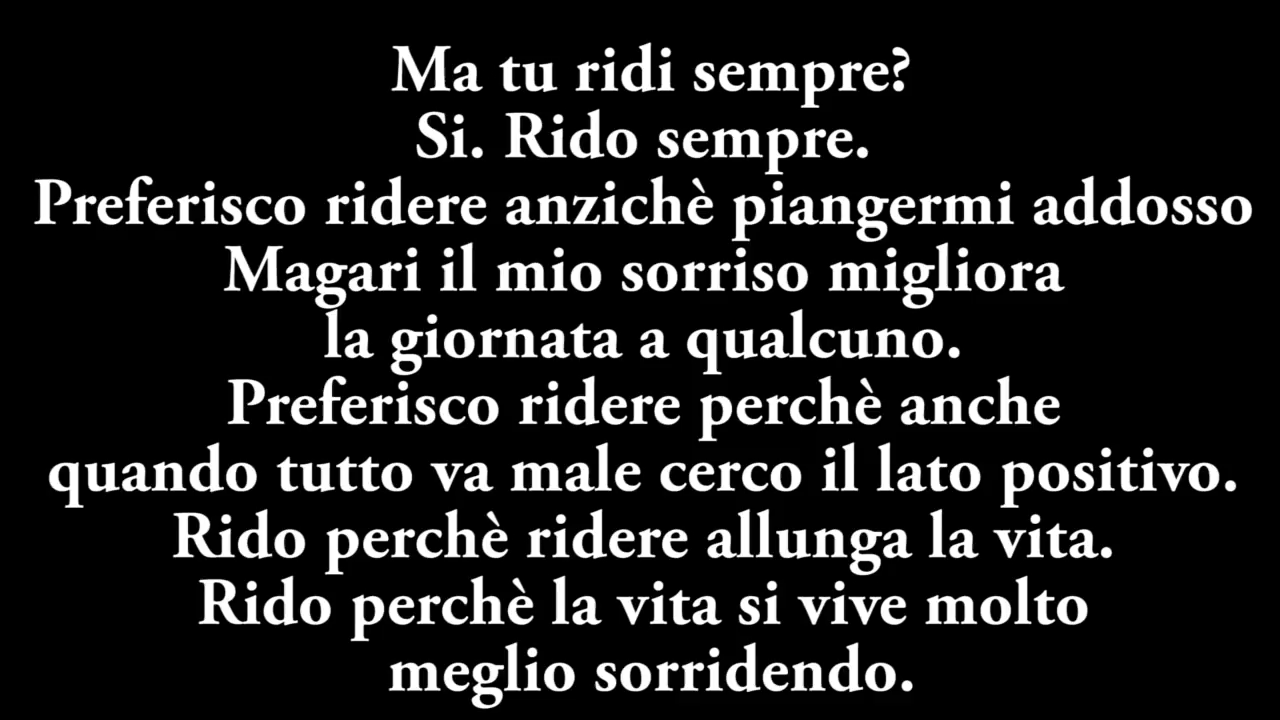 Ma tu ridi sempre?
Si. Rido sempre.
Preferisco ridere anzichè piangermi addosso
Magari il mio sorriso migliora
la giornata a qualcuno.
Preferisco ridere perchè anche
quando tutto va male cerco il lato positivo.
Rido perchè ridere allunga la vita.
Rido perchè la vita si vive molto
meglio sorridendo.